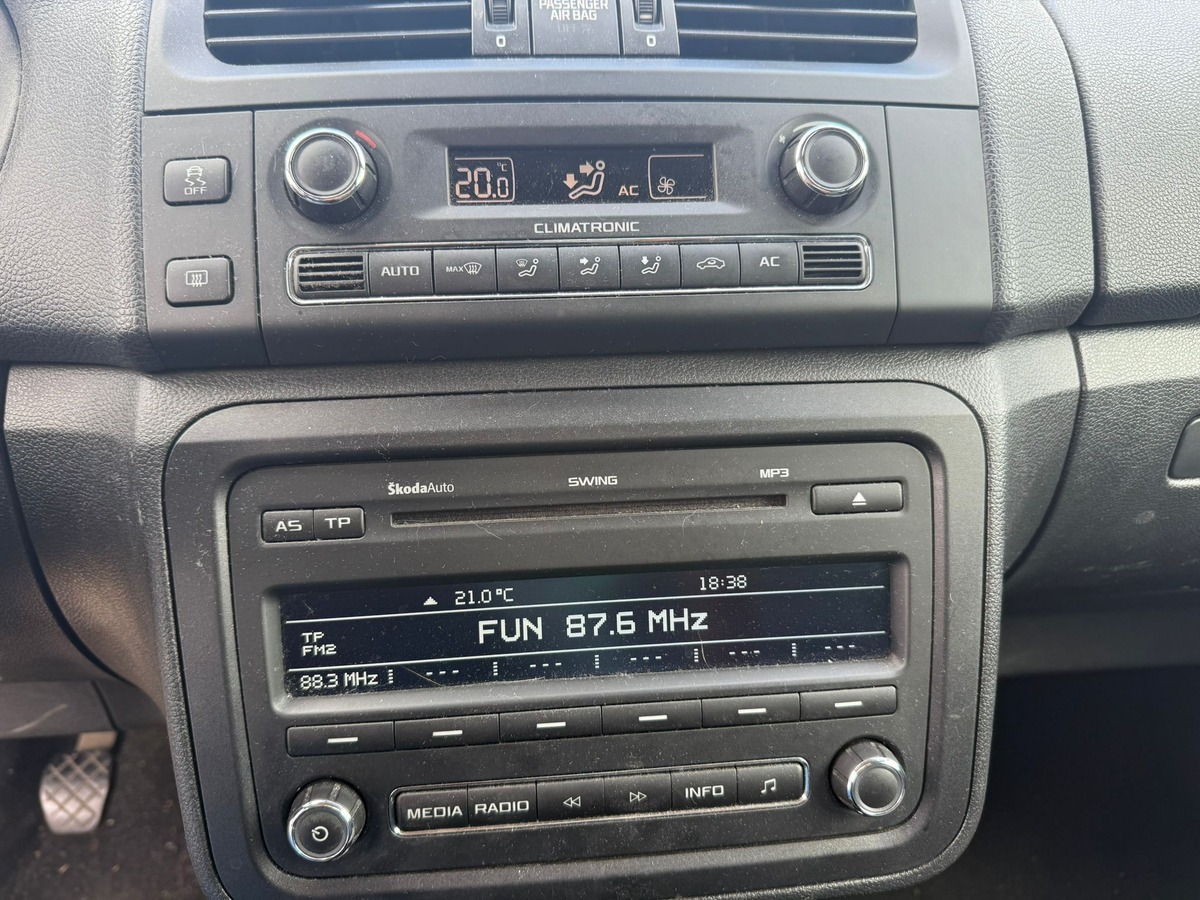 PASSENGER
AIR BAG
OFF
0
0
OFF
20.0 °C
AC
CLIMATRONIC
AUTO
MAX
AC
ŠkodaAuto
SWING
MP3
AS
TP
21.0°C
18:38
TP
FM2
FUN 87.6 MHz
88.3 MHz
---
---
---
---
---
MEDIA
RADIO
INFO